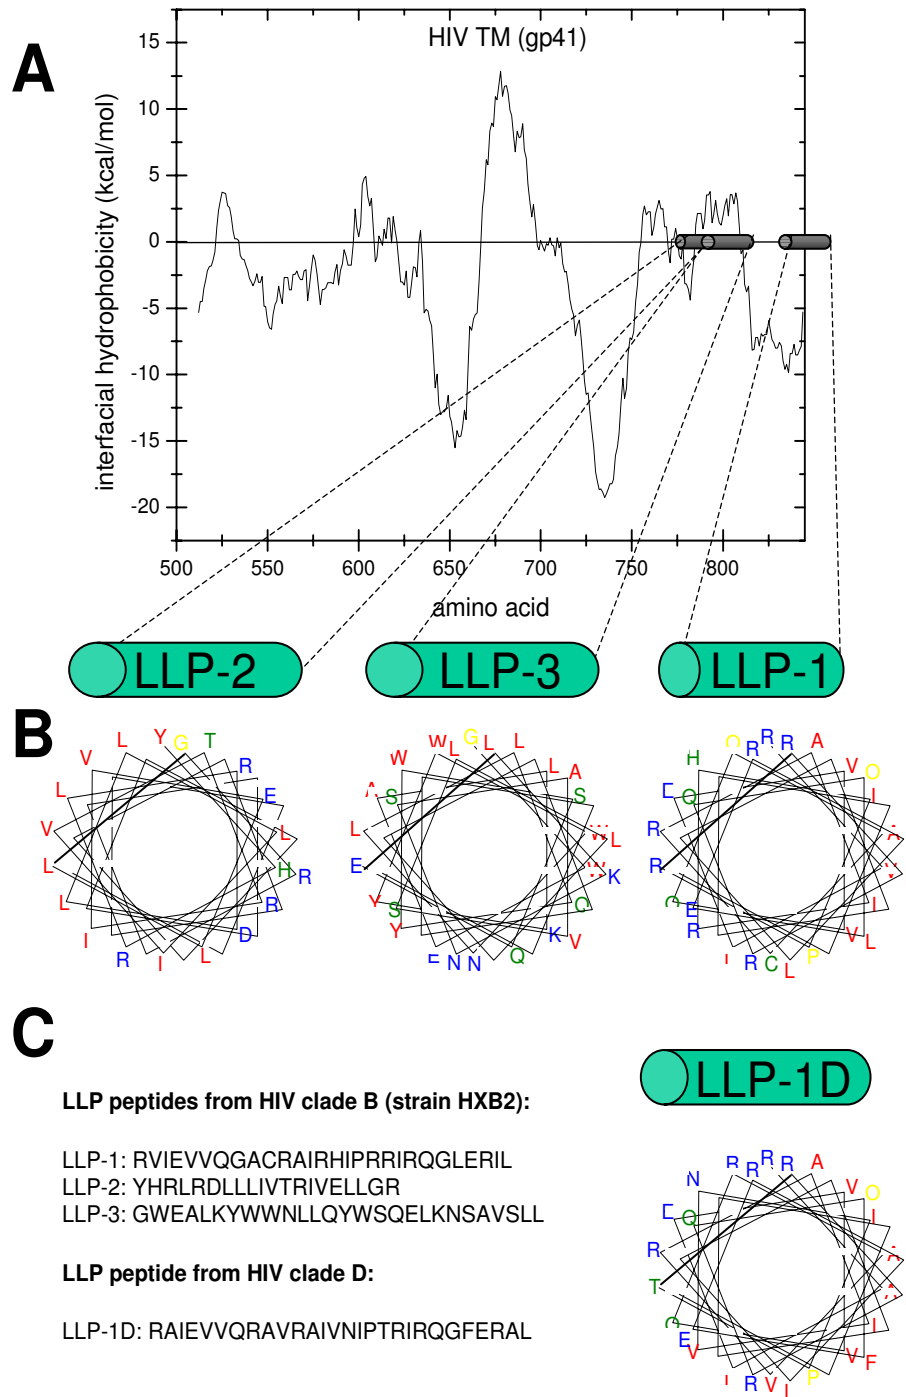 A
HIV TM (gp41)
interfacial hydrophobicity (kcal/mol)
15
10
5
0
-5
-10
-15
-20
500 550 600 650 700 750 800
amino acid
LLP-2 LLP-3 LLP-1
B
L Y G T
V R
L E
V L
L H R
L R
I D
R I L
W L G L L
W L A
S S
L L
E K
Y S C
Y K V
N N Q
R R R A
H V
Q I
R
R
E L
R V L
R C L P
C
LLP-1D
LLP peptides from HIV clade B (strain HXB2):
LLP-1: RVIEVVQGACRAIRHIPRRIRQGLERIL
LLP-2: YHRLRDLLLIVTRIVELLGR
LLP-3: GWEALKYWWNLLQYWSQELKNSAVSLL
LLP peptide from HIV clade D:
LLP-1D: RAIEVVQRAVRAIVNIPTRIRQGFERAL
R R R A
N V
Q I
R
T
E I
V V F
R V P